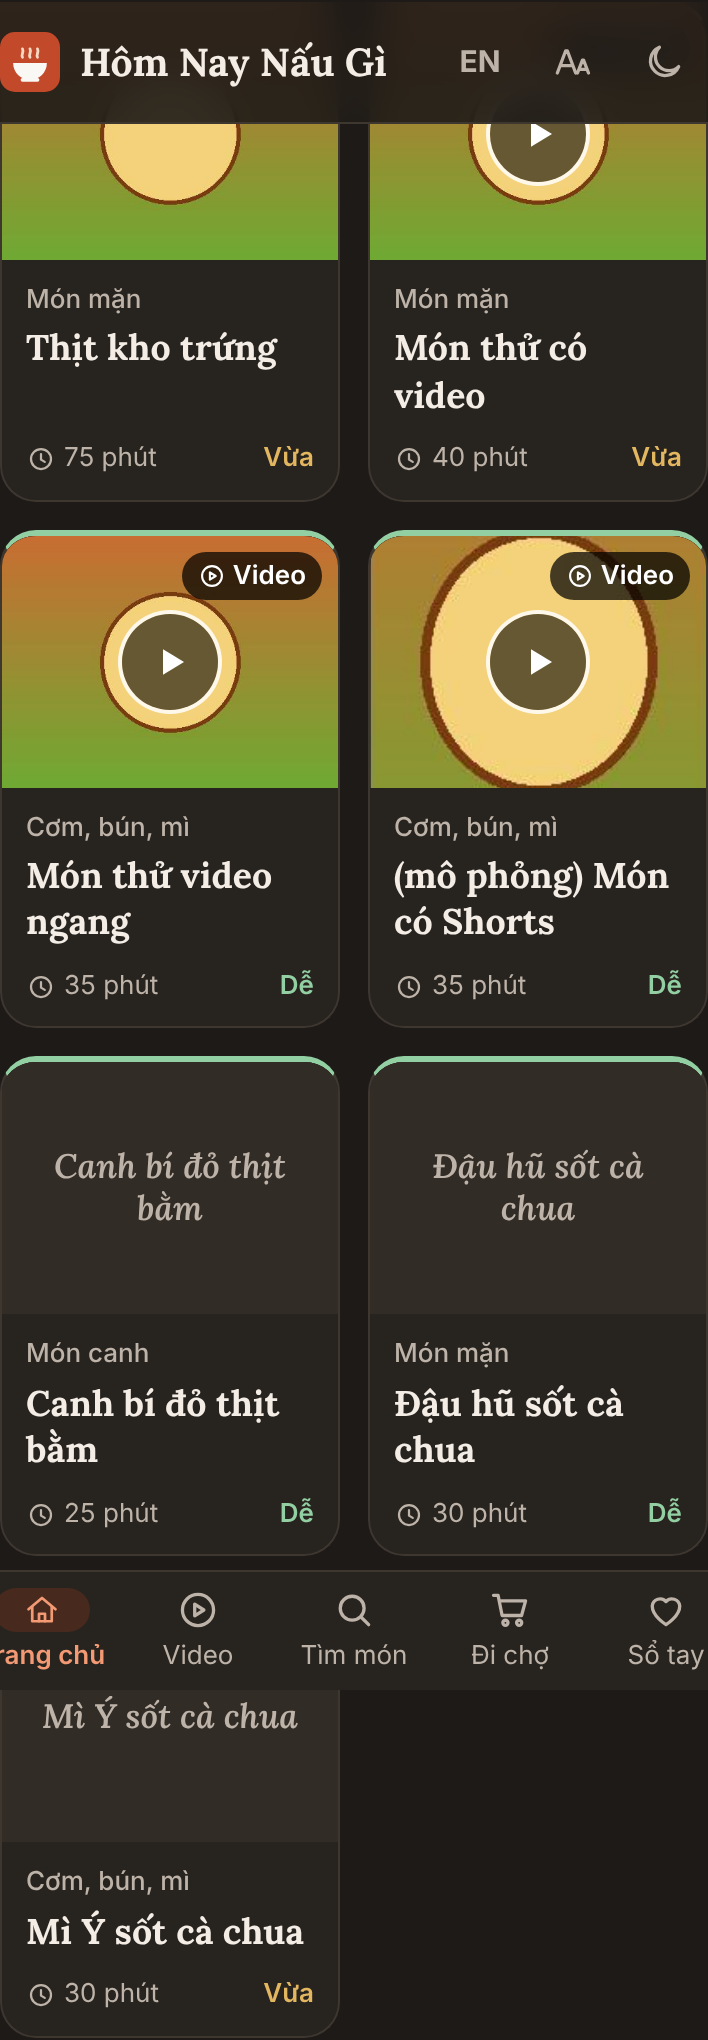 Hôm Nay Nấu Gì EN AA
Món mặn
Thịt kho trứng
75 phút Vừa
Món mặn
Món thử có
video
40 phút Vừa
Video
Cơm, bún, mì
Món thử video
ngang
35 phút Dễ
Video
Cơm, bún, mì
(mô phỏng) Món
có Shorts
35 phút Dễ
Canh bí đỏ thịt
bằm
Món canh
Canh bí đỏ thịt
bằm
25 phút Dễ
Đậu hũ sốt cà
chua
Món mặn
Đậu hũ sốt cà
chua
30 phút Dễ
rang chủ Video Tìm món Đi chợ Sổ tay
Mì Ý sốt cà chua
Cơm, bún, mì
Mì Ý sốt cà chua
30 phút Vừa